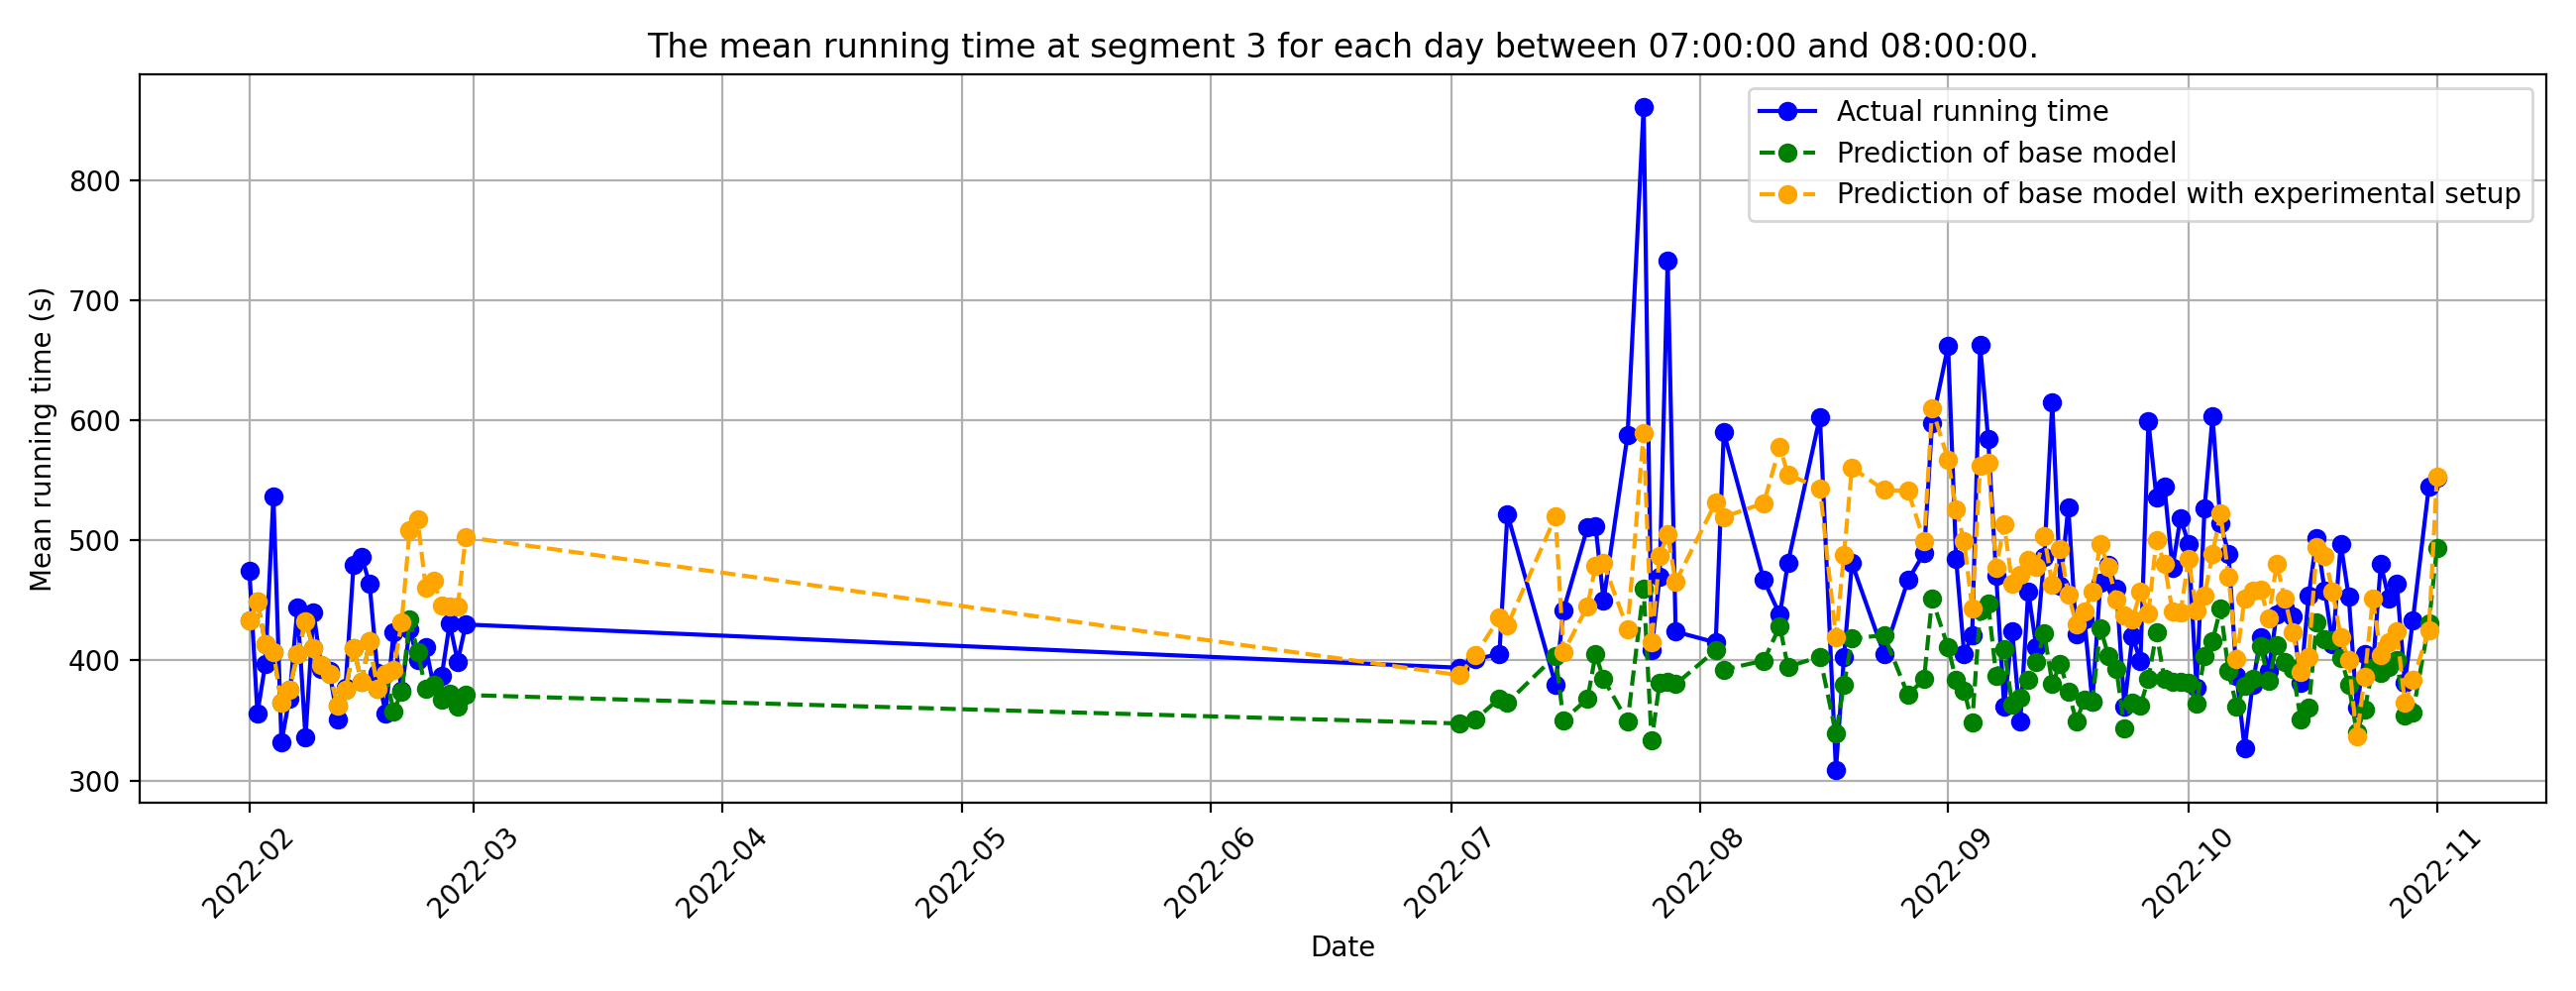 The mean running time at segment 3 for each day between 07:00:00 and 08:00:00.
Actual running time
Prediction of base model
Prediction of base model with experimental setup
Mean running time (s)
800
700
600
500
400
300
2022-02
2022-03
2022-04
2022-05
2022-06
2022-07
2022-08
2022-09
2022-10
2022-11
Date